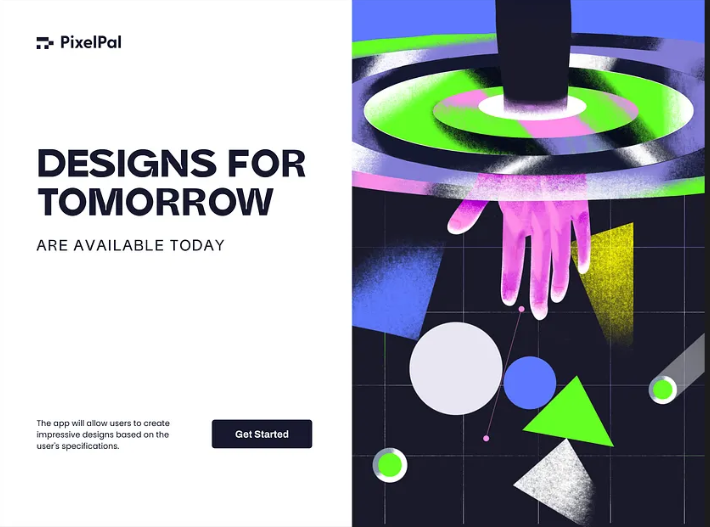 PixelPal
DESIGNS FOR
TOMORROW
ARE AVAILABLE TODAY
The app will allow users to create
impressive designs based on the
user's specifications.
Get Started